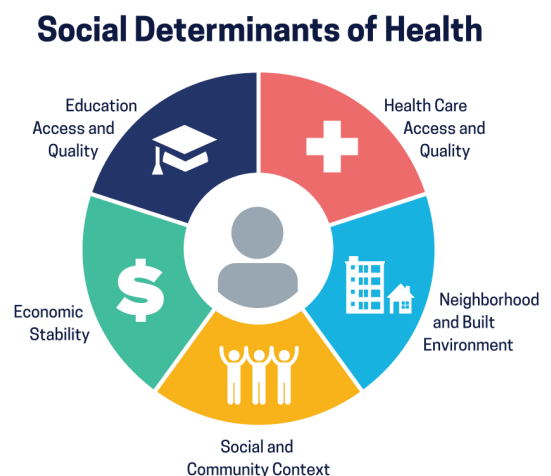 Social Determinants of Health
Education
Access and
Quality
Health Care
Access and
Quality
$
Economic
Stability
Neighborhood
and Built
Environment
Social and
Community Context